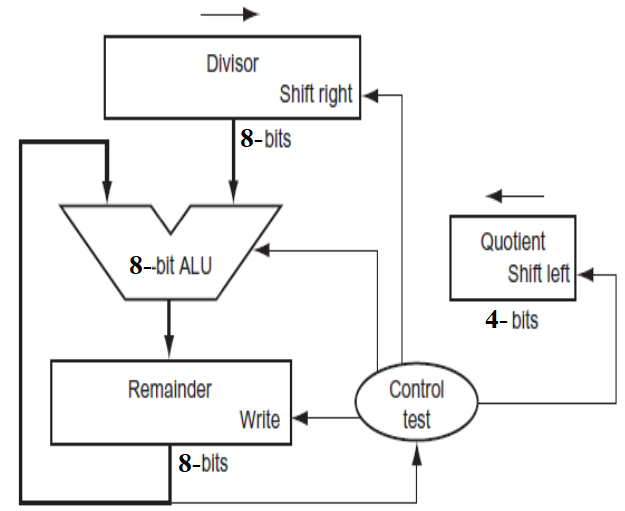 Divisor
Shift right
8-bits
8--bit ALU
Quotient
Shift left
4- bits
Remainder
Write
Control
test
8-bits